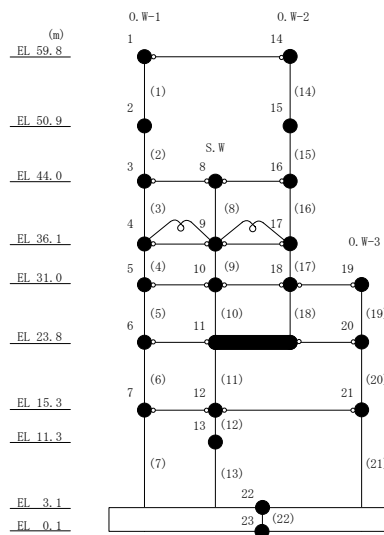 O.W-1 O.W-2
(m) 1 14
EL 59.8
(1) (14)
2 15
EL 50.9
(2) S.W (15)
3 8 16
EL 44.0
(3) (8) (16)
4 9 17
EL 36.1 O.W-3
5 (4) 10 (9) 18 (17) 19
EL 31.0
(5) (10) (18) (19)
6 11 20
EL 23.8
(6) (11) (20)
7 12 21
EL 15.3
13 (12)
EL 11.3
(7) (13) (21)
22
EL 3.1
23 (22)
EL 0.1